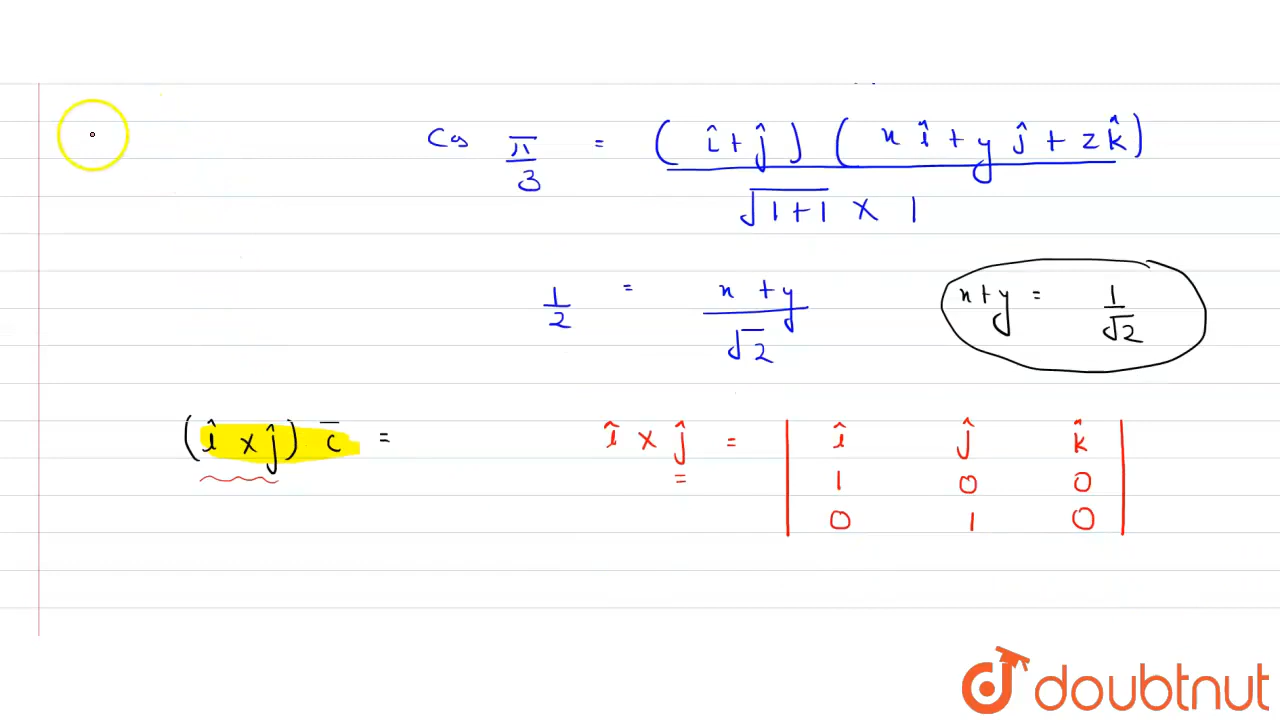 Cos π/3 = (î + ĵ) (x î + y ĵ + z k̂) / √1+1 × 1
1/2 = x + y / √2    x + y = 1/√2
(î × ĵ) c̄ =    î × ĵ = | î ĵ k̂ |
1 0 0
0 1 0
doubtnut